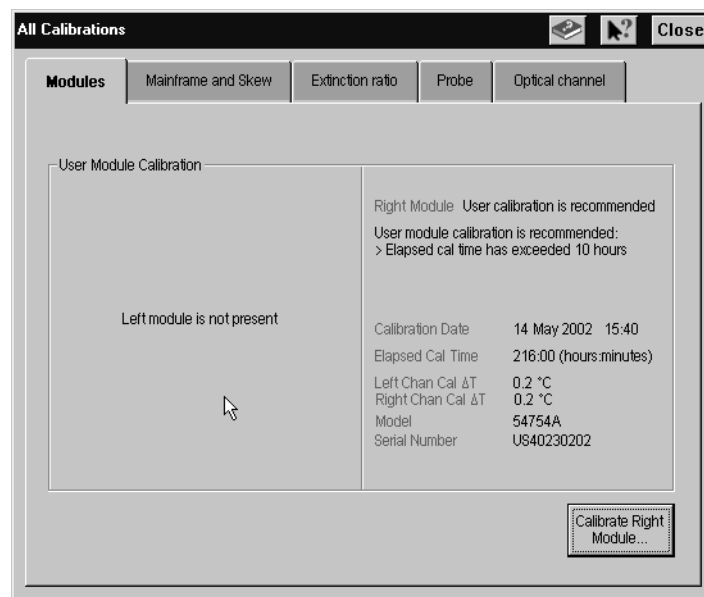 All Calibrations
Close
Modules
Mainframe and Skew
Extinction ratio
Probe
Optical channel
User Module Calibration
Left module is not present
Right Module User calibration is recommended
User module calibration is recommended:
> Elapsed cal time has exceeded 10 hours
Calibration Date 14 May 2002 15:40
Elapsed Cal Time 216:00 (hours:minutes)
Left Chan Cal ΔT 0.2 °C
Right Chan Cal ΔT 0.2 °C
Model 54754A
Serial Number US40230202
Calibrate Right
Module...